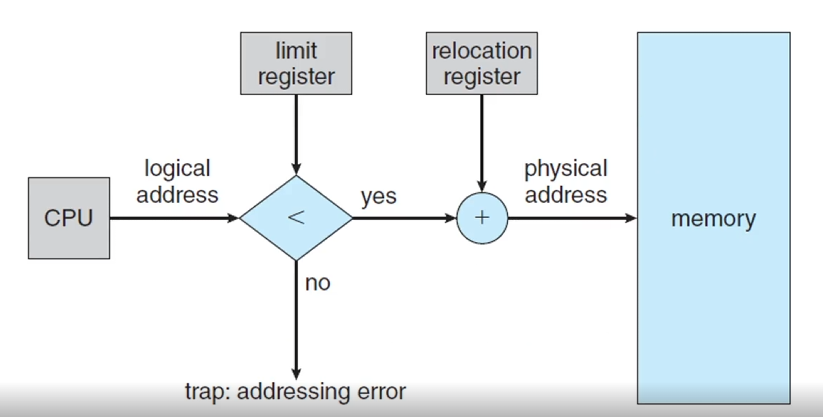 limit
register
relocation
register
logical
address
physical
address
CPU
<
yes
+
memory
no
trap: addressing error